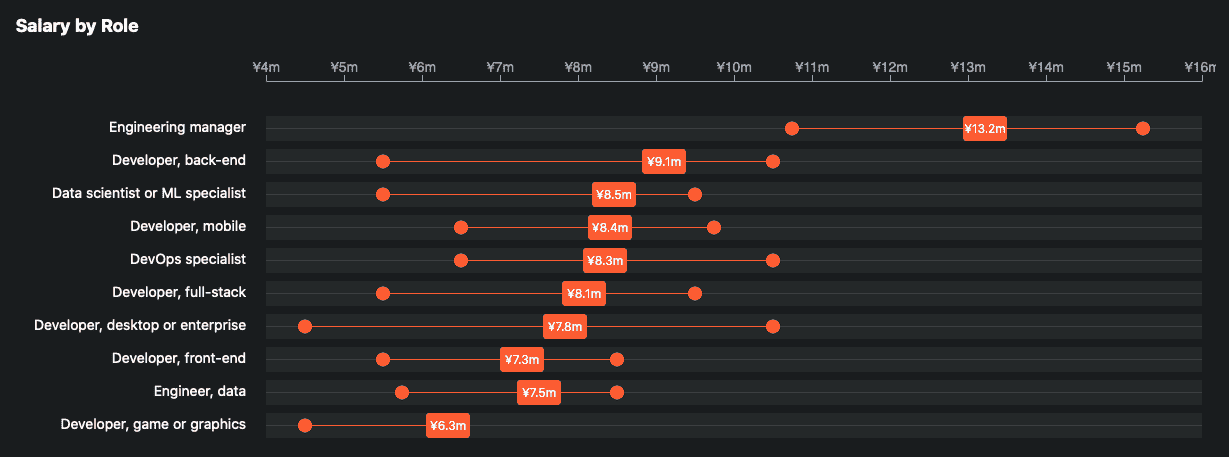 Salary by Role
¥4m ¥5m ¥6m ¥7m ¥8m ¥9m ¥10m ¥11m ¥12m ¥13m ¥14m ¥15m ¥16m
Engineering manager ¥13.2m
Developer, back-end ¥9.1m
Data scientist or ML specialist ¥8.5m
Developer, mobile ¥8.4m
DevOps specialist ¥8.3m
Developer, full-stack ¥8.1m
Developer, desktop or enterprise ¥7.8m
Developer, front-end ¥7.3m
Engineer, data ¥7.5m
Developer, game or graphics ¥6.3m